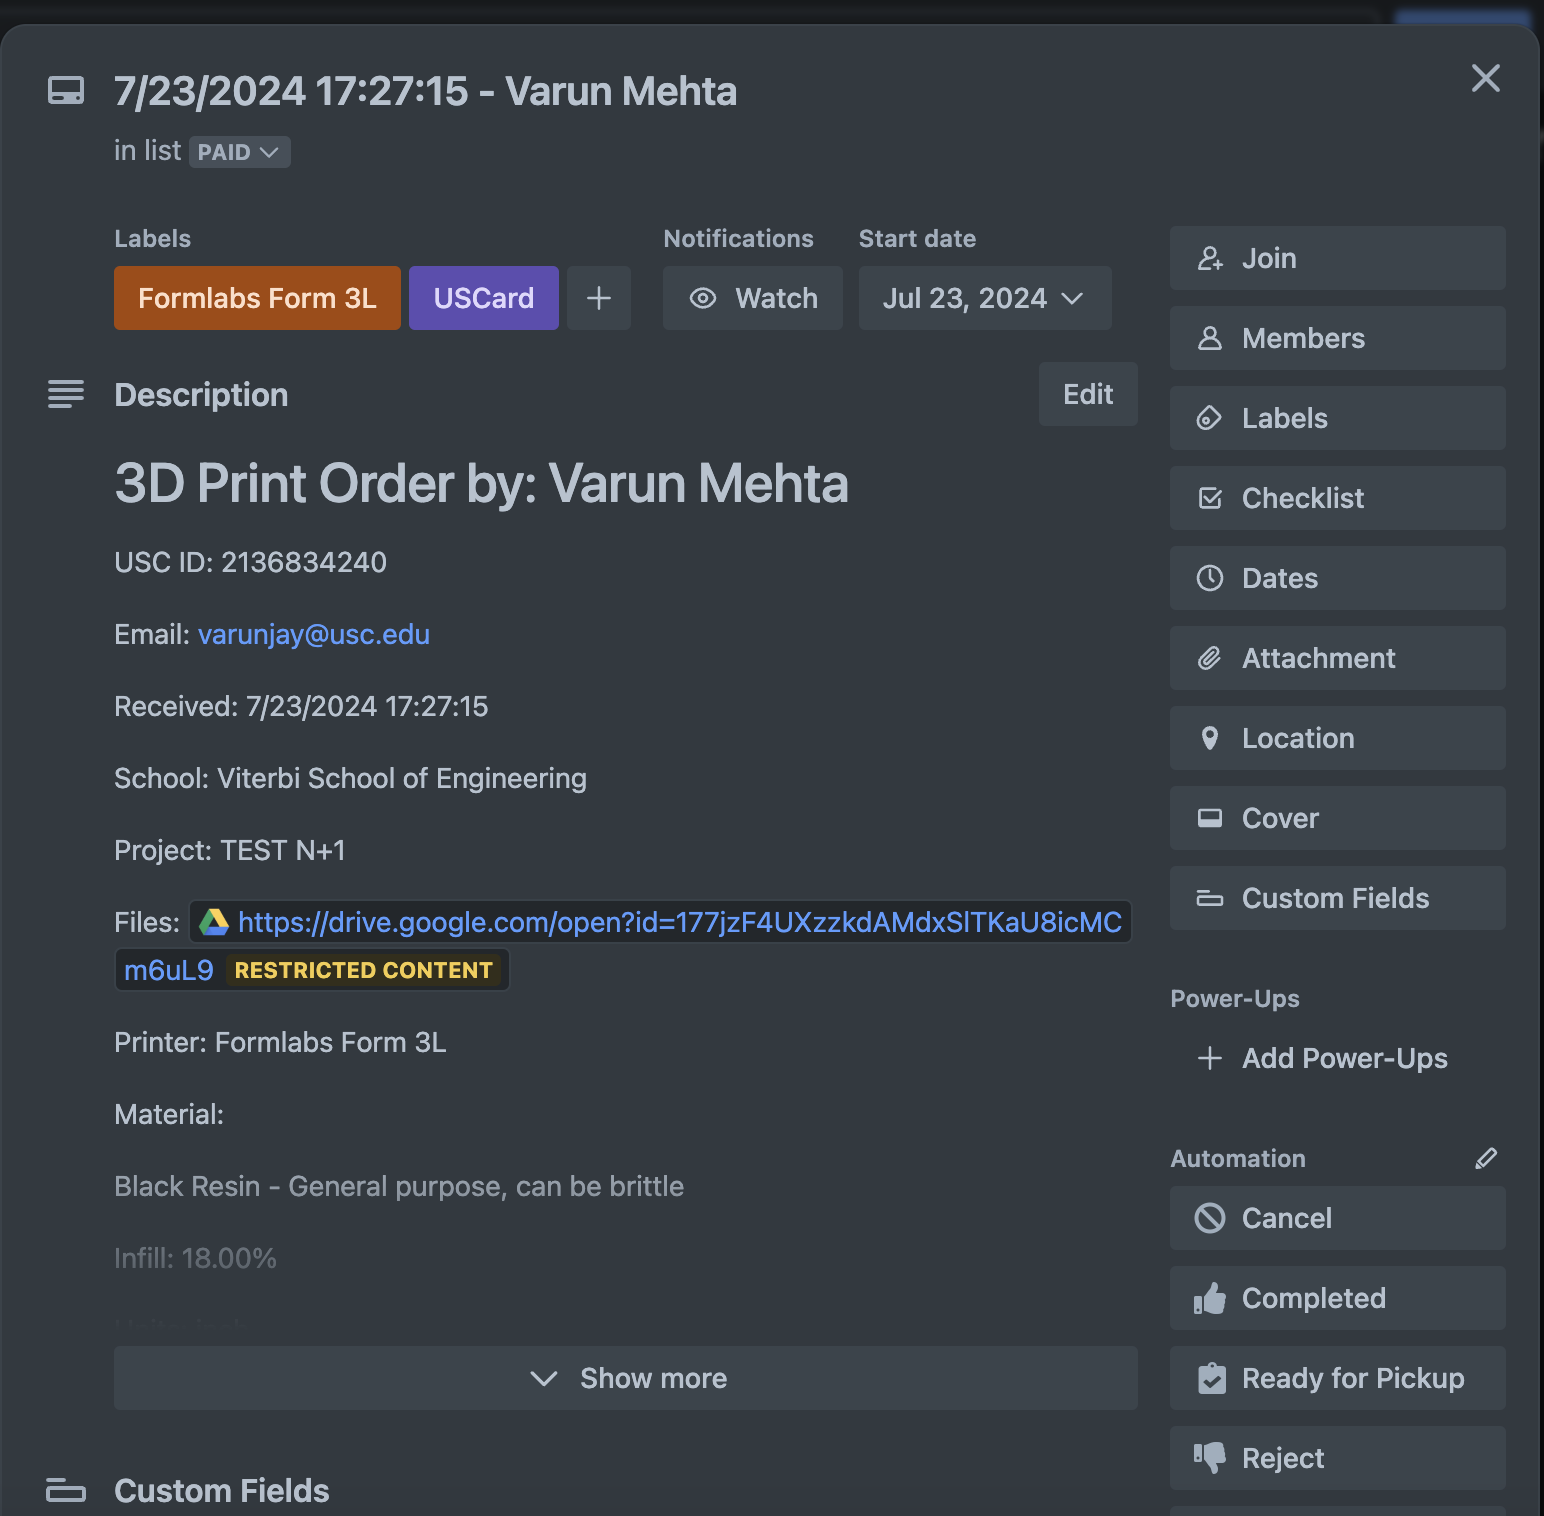 7/23/2024 17:27:15 - Varun Mehta
in list PAID
Labels
Notifications
Start date
Formlabs Form 3L
USCard
Watch
Jul 23, 2024
Description
Edit
3D Print Order by: Varun Mehta
USC ID: 2136834240
Email: varunjay@usc.edu
Received: 7/23/2024 17:27:15
School: Viterbi School of Engineering
Project: TEST N+1
Files: https://drive.google.com/open?id=177jzF4UXzzkdAMdxSlTKaU8icMC
m6uL9 RESTRICTED CONTENT
Printer: Formlabs Form 3L
Material:
Black Resin - General purpose, can be brittle
Infill: 18.00%
Show more
Custom Fields
Join
Members
Labels
Checklist
Dates
Attachment
Location
Cover
Custom Fields
Power-Ups
Add Power-Ups
Automation
Cancel
Completed
Ready for Pickup
Reject